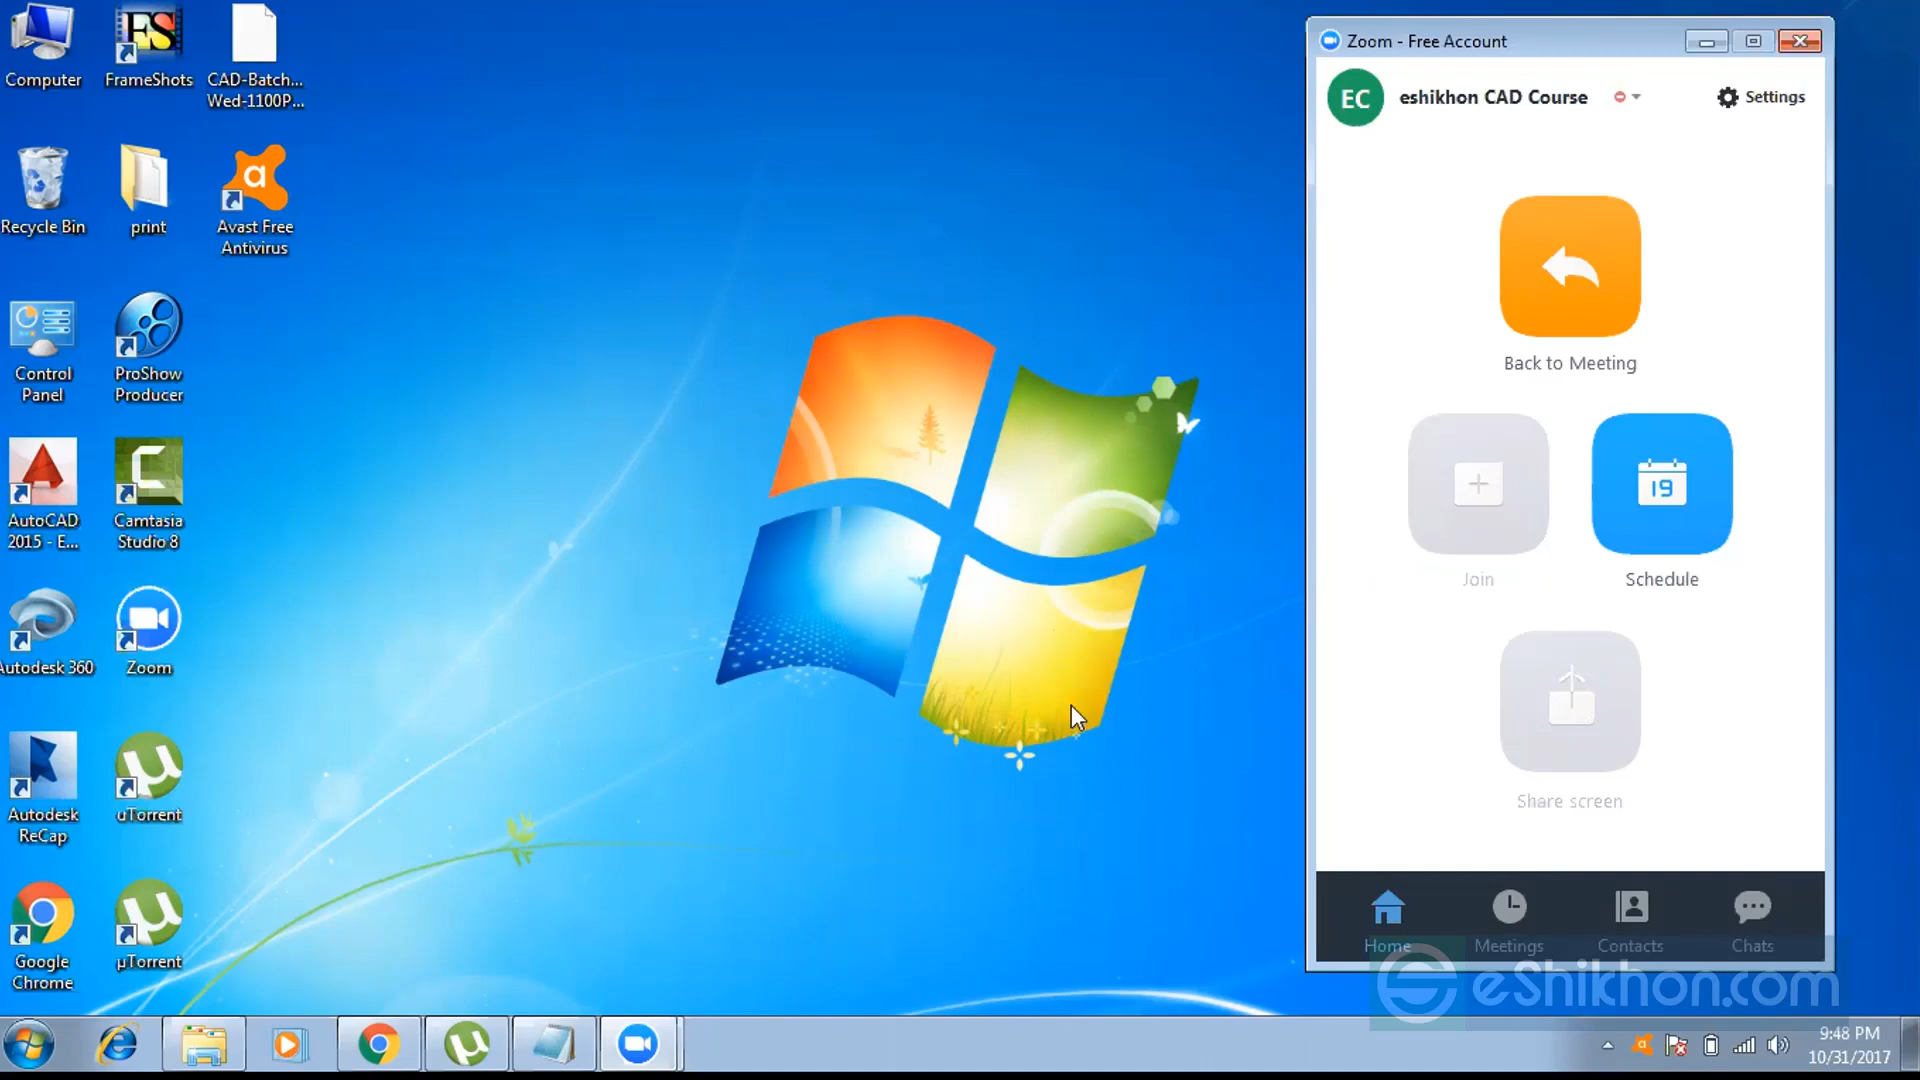 Computer
FrameShots
CAD-Batch...
Wed-1100P...
Recycle Bin
print
Avast Free
Antivirus
Control
Panel
ProShow
Producer
AutoCAD
2015 - E...
Camtasia
Studio 8
Autodesk 360
Zoom
Autodesk
ReCap
uTorrent
Google
Chrome
µTorrent
FS
a
Zoom - Free Account
EC
eshikhon CAD Course
Settings
Back to Meeting
19
Join
Schedule
Share screen
Home
Meetings
Contacts
Chats
eShikhon.com
9:48 PM
10/31/2017